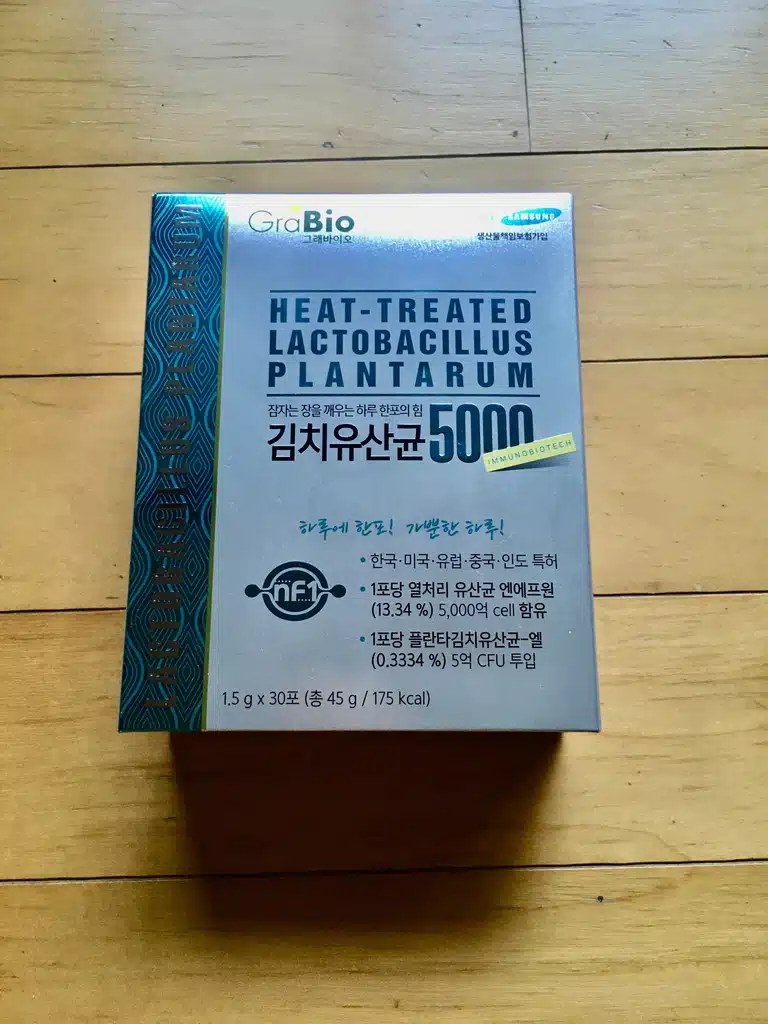 LACTOBACILLUS PLANTARUM
GraBio
그래바이오
SAMSUNG
생산물책임보험가입
HEAT-TREATED
LACTOBACILLUS
PLANTARUM
잠자는 장을 깨우는 하루 한포의 힘
김치유산균 5000
IMMUNOBIOTECH
하루에 한포! 가뿐한 하루!
nF1
• 한국·미국·유럽·중국·인도 특허
• 1포당 열처리 유산균 엔에프원
(13.34 %) 5,000억 cell 함유
• 1포당 플란타김치유산균-엘
(0.3334 %) 5억 CFU 투입
1.5 g x 30포 (총 45 g / 175 kcal)